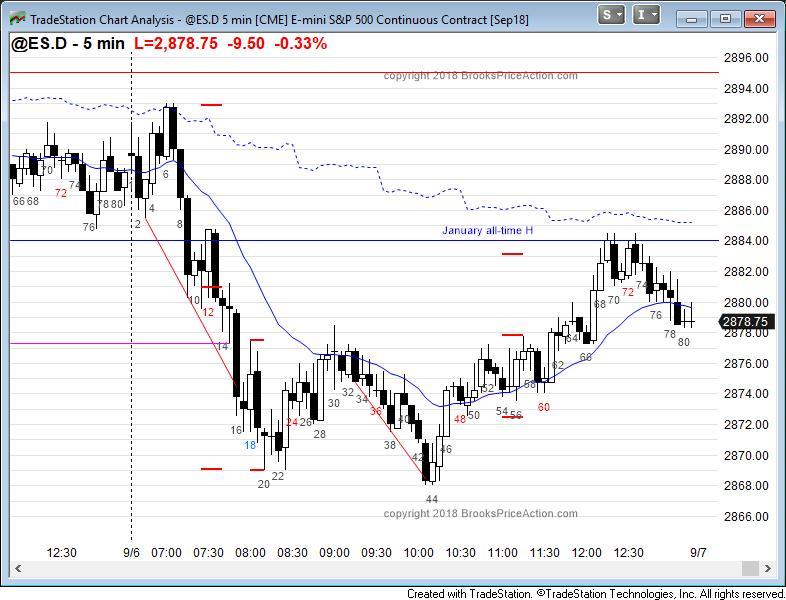 TradeStation Chart Analysis - @ES.D 5 min [CME] E-mini S&P 500 Continuous Contract [Sep18]
S
I
@ES.D - 5 min L=2,878.75 -9.50 -0.33%
copyright 2018 BrooksPriceAction.com
January all-time H
2896.00
2894.00
2892.00
2890.00
2888.00
2886.00
2884.00
2882.00
2880.00
2878.75
2878.00
2876.00
2874.00
2872.00
2870.00
2868.00
2866.00
66 68 70 72 74 76 78 80
2 4 6 8 10 12 14 16 18 20 22 24 26 28 30 32 34 36 38 40 42 44 46 48 50 52 54 56 58 60 62 64 66 68 70 72 74 76 78 80
copyright 2018 BrooksPriceAction.com
12:30 9/6 07:00 07:30 08:00 08:30 09:00 09:30 10:00 10:30 11:00 11:30 12:00 12:30 9/7
Created with TradeStation. ©TradeStation Technologies, Inc. All rights reserved.